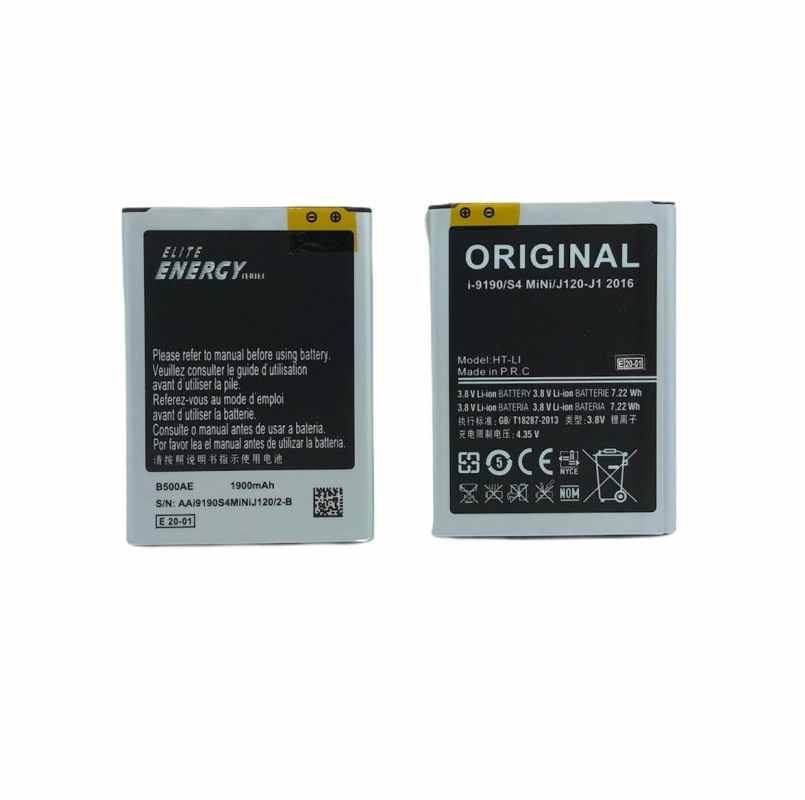 ELITE
ENERGY SERIES
Please refer to manual before using battery.
Veuillez consulter le guide d'utilisation
avant d'utiliser la pile.
Referez-vous au mode d'emploi
avant d'utiliser la batterie.
Consulte o manual antes de usar a bateria.
Por favor lea el manual antes de utilizar la bateria.
请按照说明书指示使用电池
B500AE 1900mAh
S/N: AAi9190S4MiNiJ120/2-B
E 20-01
ORIGINAL
i-9190/S4 MiNi/J120-J1 2016
Model:HT-LI
Made in P.R.C
E 20-01
3.8 V Li-ion BATTERY 3.8 V Li-ion BATTERIE 7.22 Wh
3,8 V Li-ion BATARIA 3,8 V Li-ion BATERIA 7,22 Wh
执行标准: GB/ T18287-2013 类型: 3.8V 锂离子
充电限制电压: 4.35 V
5
NYCE
NOM